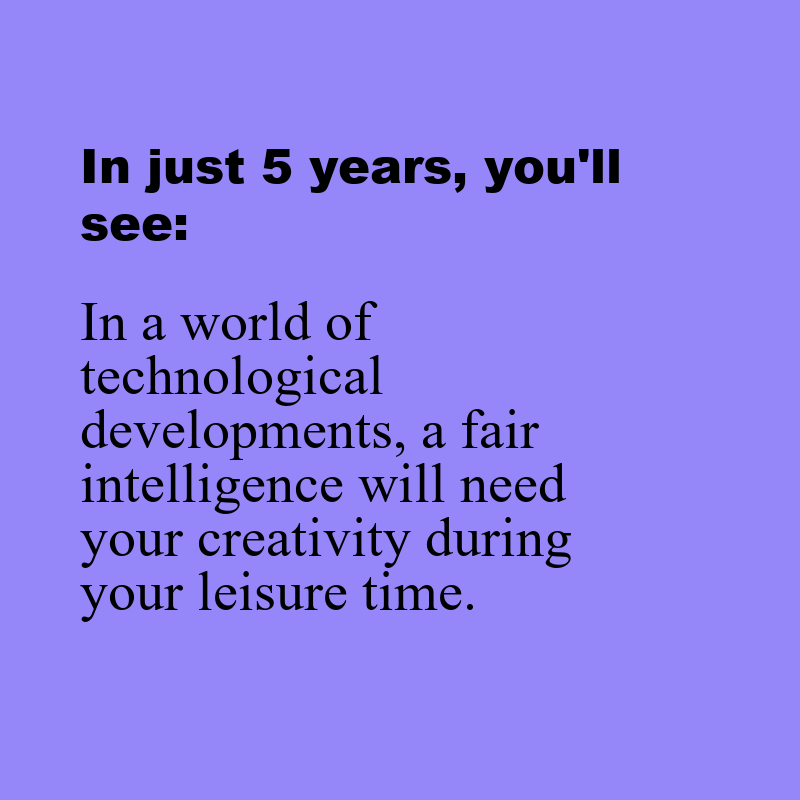 In just 5 years, you'll
see:
In a world of
technological
developments, a fair
intelligence will need
your creativity during
your leisure time.